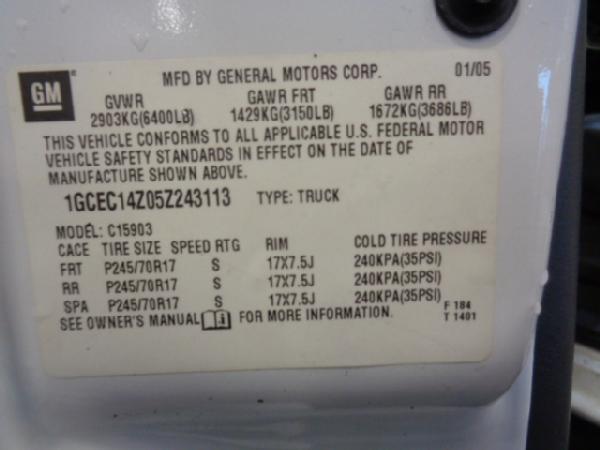 GM MFD BY GENERAL MOTORS CORP. 01/05
GVWR GAWR FRT GAWR RR
2903KG(6400LB) 1429KG(3150LB) 1672KG(3686LB)
THIS VEHICLE CONFORMS TO ALL APPLICABLE U.S. FEDERAL MOTOR
VEHICLE SAFETY STANDARDS IN EFFECT ON THE DATE OF
MANUFACTURE SHOWN ABOVE.
1GCEC14Z05Z243113 TYPE: TRUCK
MODEL: C15903
CACE TIRE SIZE SPEED RTG RIM COLD TIRE PRESSURE
FRT P245/70R17 S 17X7.5J 240KPA(35PSI)
RR P245/70R17 S 17X7.5J 240KPA(35PSI)
SPA P245/70R17 S 17X7.5J 240KPA(35PSI)
SEE OWNER'S MANUAL FOR MORE INFORMATION.
F 184
T 1401